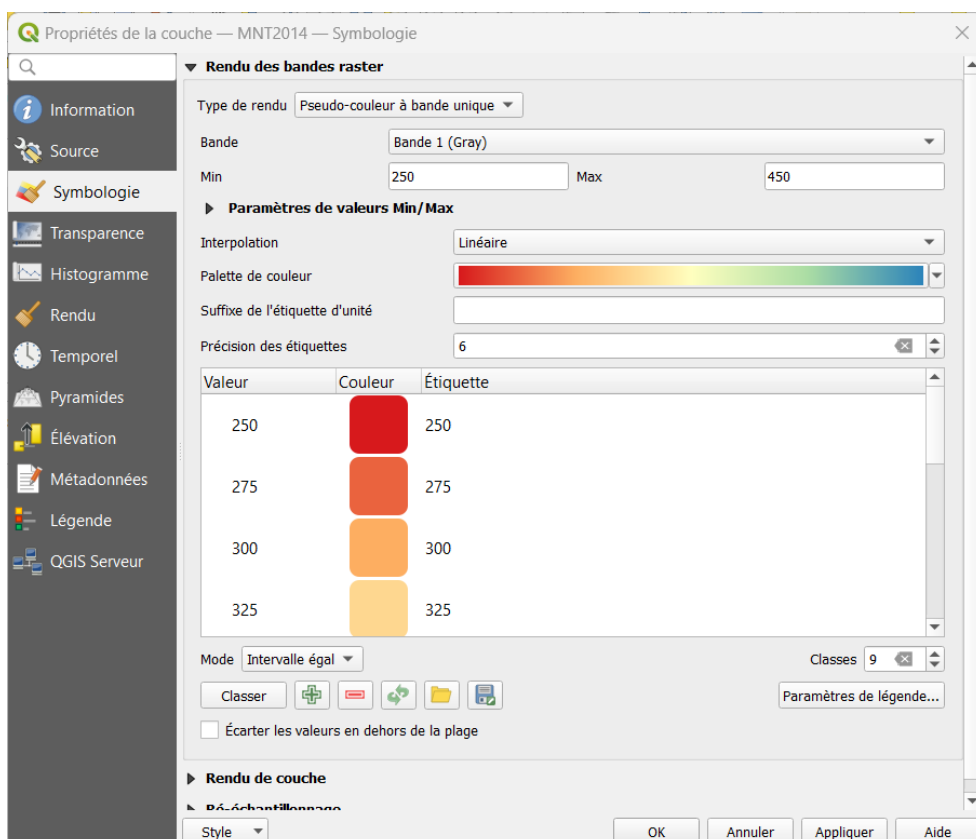 Propriétés de la couche — MNT2014 — Symbologie
Information
Source
Symbologie
Transparence
Histogramme
Rendu
Temporel
Pyramides
Élévation
Métadonnées
Légende
QGIS Serveur
Rendu des bandes raster
Type de rendu Pseudo-couleur à bande unique
Bande Bande 1 (Gray)
Min 250 Max 450
Paramètres de valeurs Min/Max
Interpolation Linéaire
Palette de couleur
Suffixe de l'étiquette d'unité
Précision des étiquettes 6
Valeur Couleur Étiquette
250 250
275 275
300 300
325 325
Mode Intervalle égal Classes 9
Classer Paramètres de légende...
Écarter les valeurs en dehors de la plage
Rendu de couche
Ré-échantillonnage
Style OK Annuler Appliquer Aide